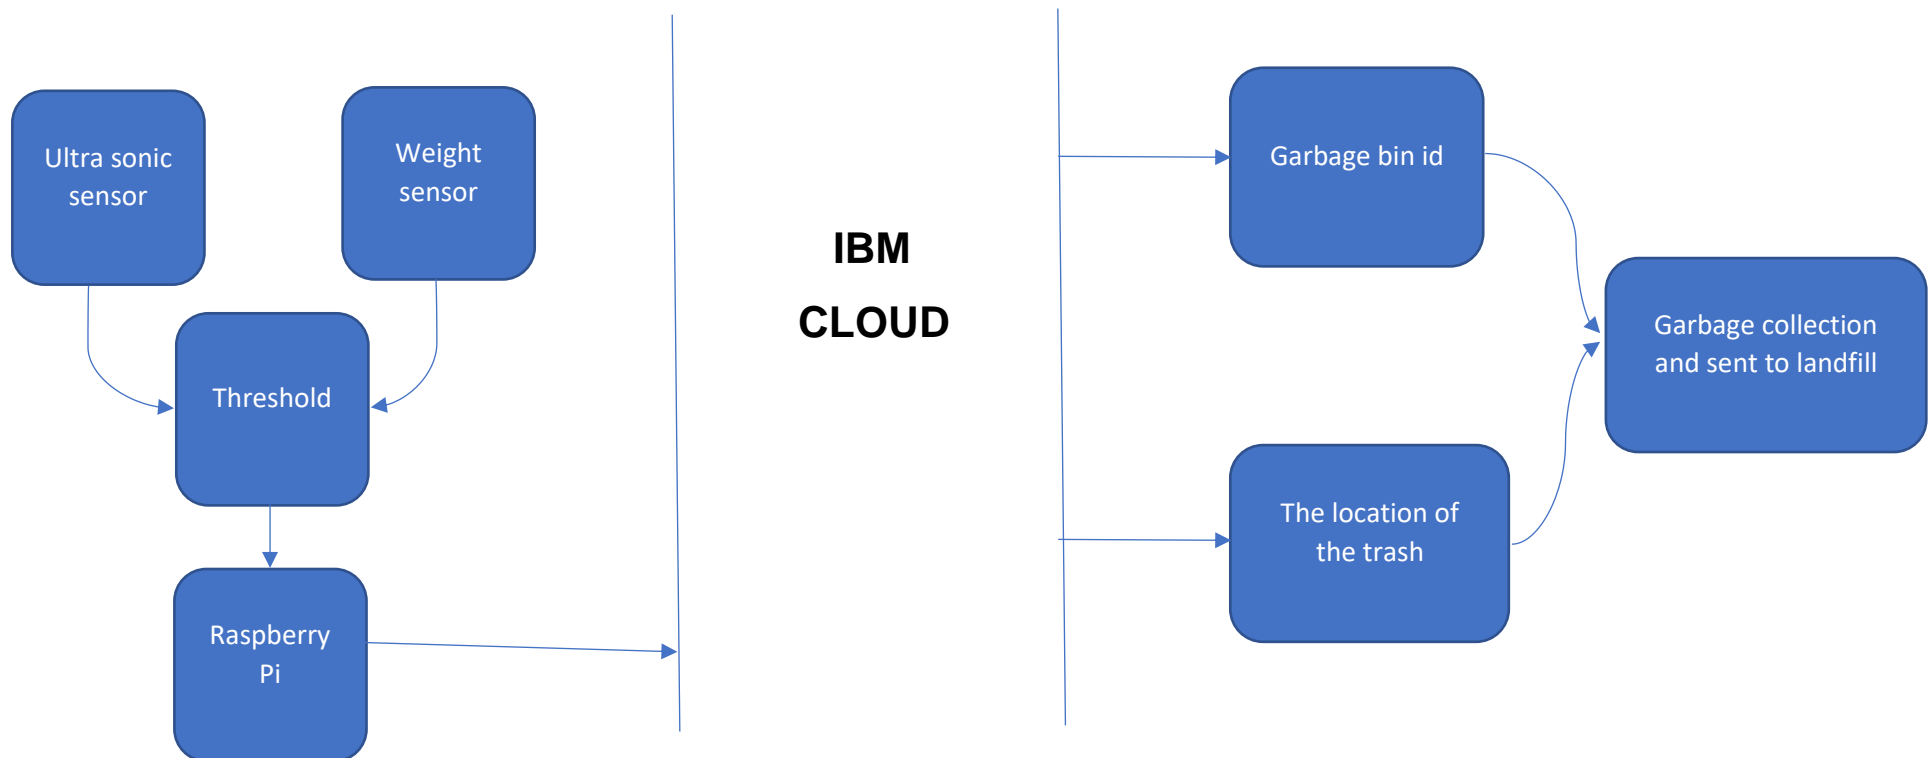 Ultra sonic
sensor
Weight
sensor
Threshold
Raspberry
Pi
IBM
CLOUD
Garbage bin id
The location of
the trash
Garbage collection
and sent to landfill